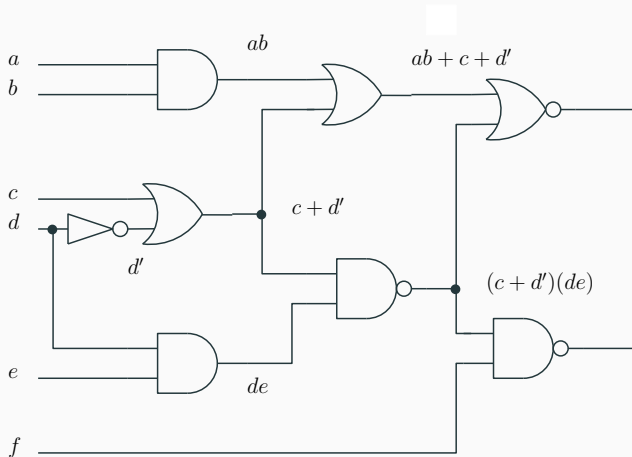 ab
ab + c + d′
a
b
c
c + d′
d
d′
(c + d′)(de)
e
de
f